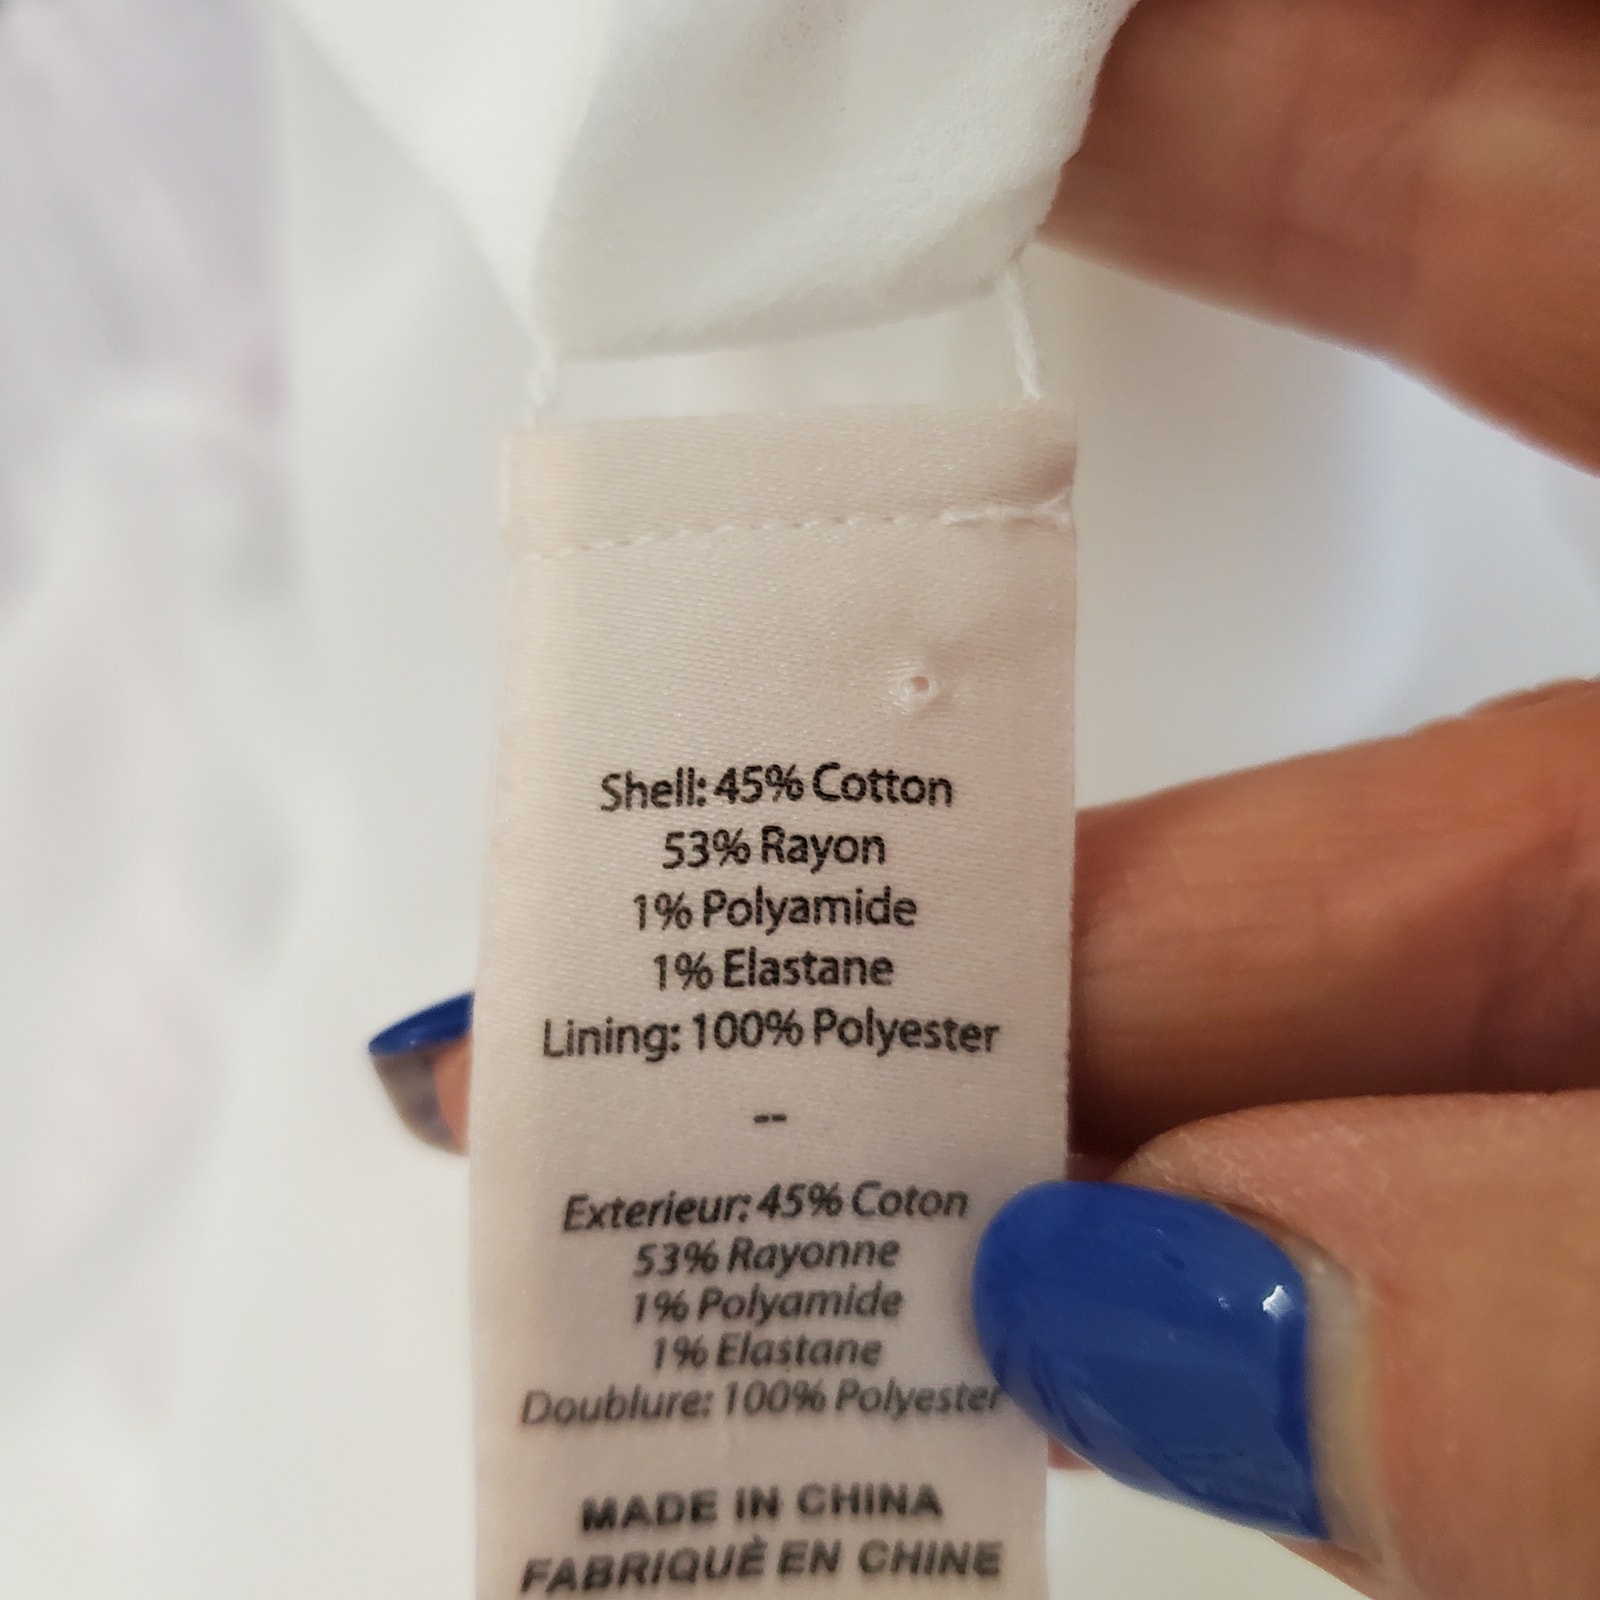 Shell: 45% Cotton
53% Rayon
1% Polyamide
1% Elastane
Lining: 100% Polyester
--
Exterieur: 45% Coton
53% Rayonne
1% Polyamide
1% Elastane
Doublure: 100% Polyester
MADE IN CHINA
FABRIQUÈ EN CHINE